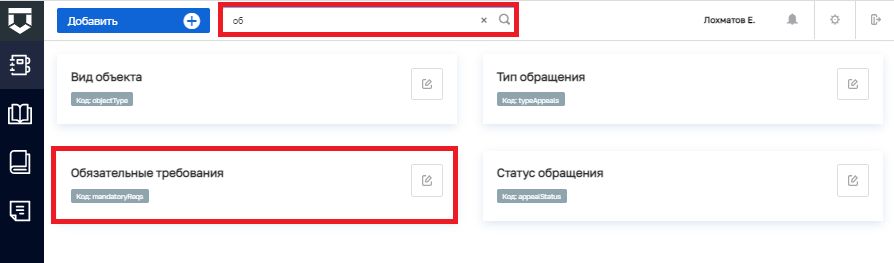 Добавить
об
Лохматов Е.
Вид объекта
Код: objectType
Тип обращения
Код: typeAppeals
Обязательные требования
Код: mandatoryReqs
Статус обращения
Код: appealStatus